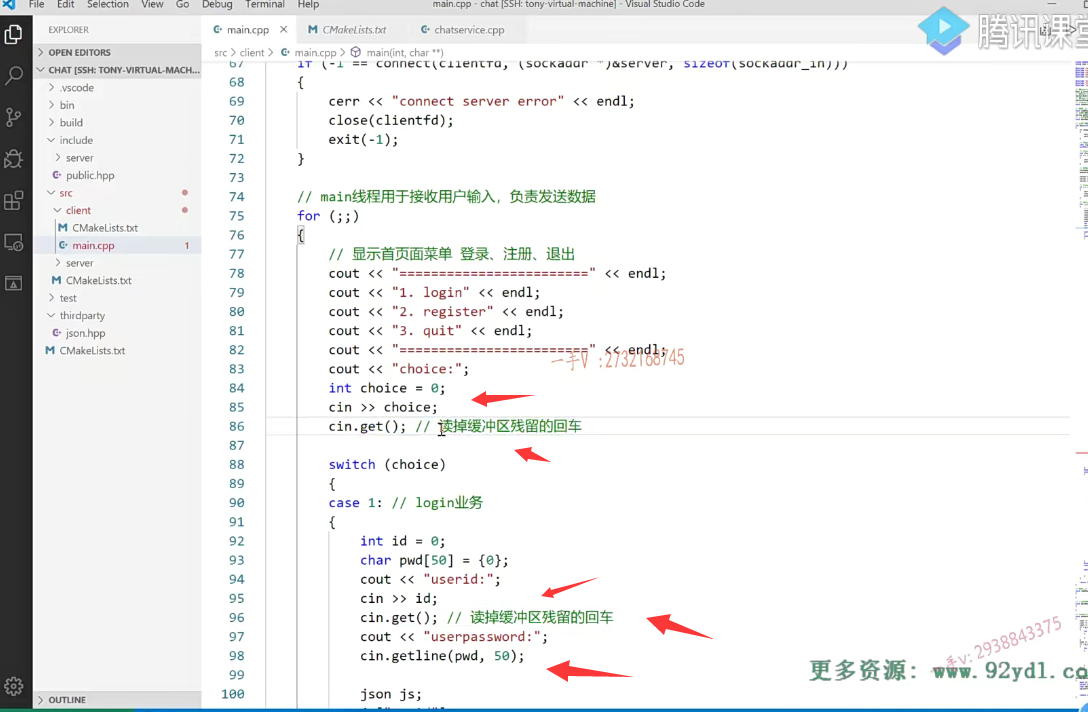 File Edit Selection View Go Debug Terminal Help
main.cpp - chat [SSH: tony-virtual-machine] - Visual Studio Code
腾讯课堂
EXPLORER
OPEN EDITORS
CHAT [SSH: TONY-VIRTUAL-MACH...
.vscode
bin
build
include
server
public.hpp
src
client
CMakeLists.txt
main.cpp 1
server
CMakeLists.txt
test
thirdparty
json.hpp
CMakeLists.txt
OUTLINE
main.cpp CMakeLists.txt chatservice.cpp
src > client > main.cpp > main(int, char **)
67 if (-1 == connect(clientfd, (sockaddr *)&server, sizeof(sockaddr_in)))
68 {
69 cerr << "connect server error" << endl;
70 close(clientfd);
71 exit(-1);
72 }
73
74 // main线程用于接收用户输入，负责发送数据
75 for (;;)
76 {
77 // 显示首页面菜单 登录、注册、退出
78 cout << "========================" << endl;
79 cout << "1. login" << endl;
80 cout << "2. register" << endl;
81 cout << "3. quit" << endl;
82 cout << "========================" << endl;
83 cout << "choice:";
一手V :2732168745
84 int choice = 0;
85 cin >> choice;
86 cin.get(); // 读掉缓冲区残留的回车
87
88 switch (choice)
89 {
90 case 1: // login业务
91 {
92 int id = 0;
93 char pwd[50] = {0};
94 cout << "userid:";
95 cin >> id;
96 cin.get(); // 读掉缓冲区残留的回车
97 cout << "userpassword:";
98 cin.getline(pwd, 50);
99
100 json js;
手v: 2938843375
更多资源: www.92ydl.co